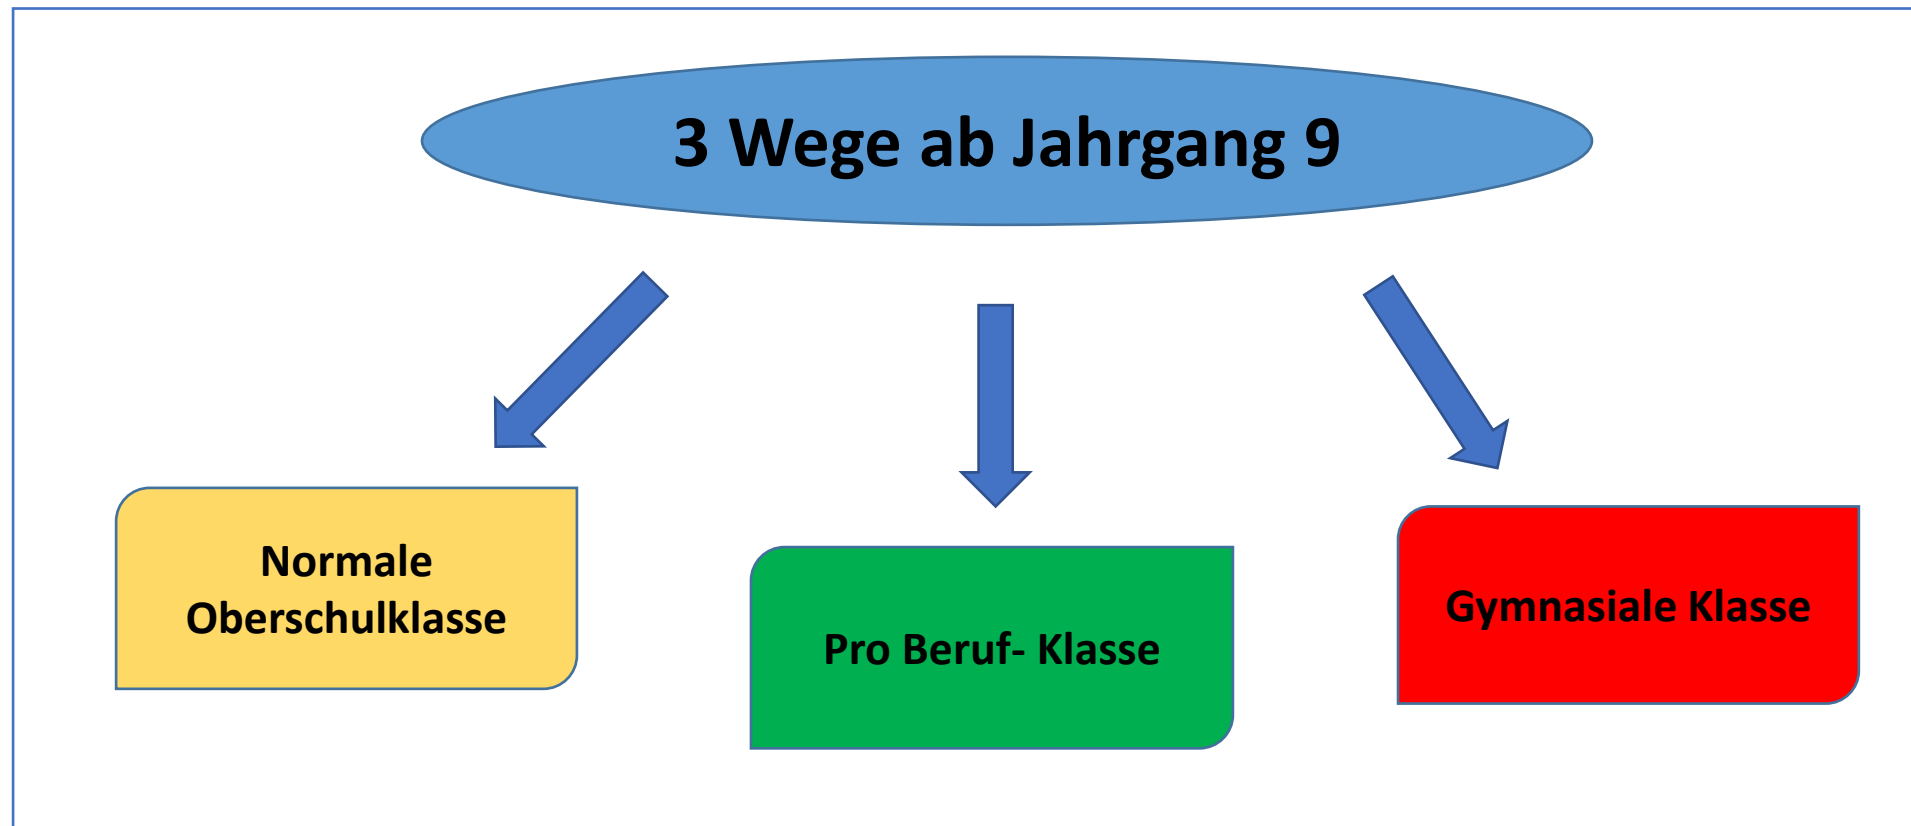 3 Wege ab Jahrgang 9
Normale
Oberschulklasse
Pro Beruf- Klasse
Gymnasiale Klasse